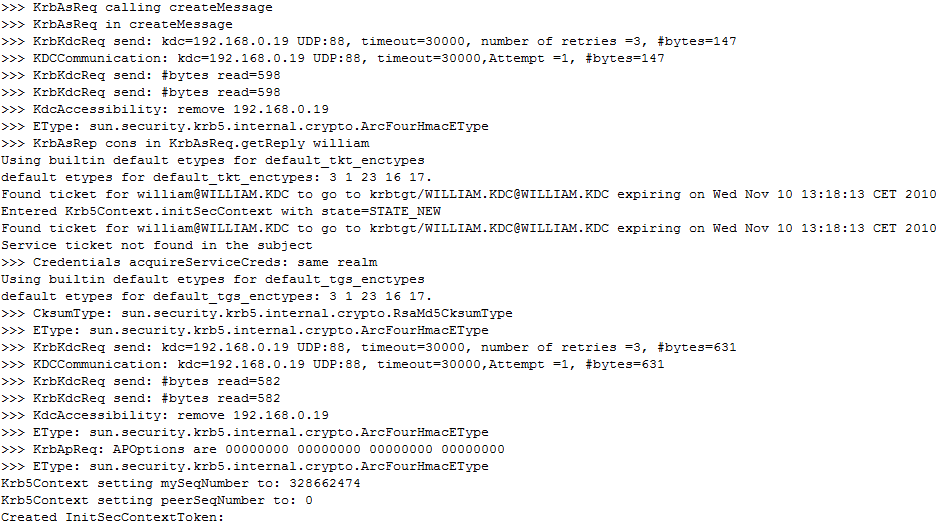 >>> KrbAsReq calling createMessage
>>> KrbAsReq in createMessage
>>> KrbKdcReq send: kdc=192.168.0.19 UDP:88, timeout=30000, number of retries =3, #bytes=147
>>> KDCCommunication: kdc=192.168.0.19 UDP:88, timeout=30000,Attempt =1, #bytes=147
>>> KrbKdcReq send: #bytes read=598
>>> KrbKdcReq send: #bytes read=598
>>> KdcAccessibility: remove 192.168.0.19
>>> EType: sun.security.krb5.internal.crypto.ArcFourHmacEType
>>> KrbAsRep cons in KrbAsReq.getReply william
Using builtin default etypes for default_tkt_enctypes
default etypes for default_tkt_enctypes: 3 1 23 16 17.
Found ticket for william@WILLIAM.KDC to go to krbtgt/WILLIAM.KDC@WILLIAM.KDC expiring on Wed Nov 10 13:18:13 CET 2010
Entered Krb5Context.initSecContext with state=STATE_NEW
Found ticket for william@WILLIAM.KDC to go to krbtgt/WILLIAM.KDC@WILLIAM.KDC expiring on Wed Nov 10 13:18:13 CET 2010
Service ticket not found in the subject
>>> Credentials acquireServiceCreds: same realm
Using builtin default etypes for default_tgs_enctypes
default etypes for default_tgs_enctypes: 3 1 23 16 17.
>>> CksumType: sun.security.krb5.internal.crypto.RsaMd5CksumType
>>> EType: sun.security.krb5.internal.crypto.ArcFourHmacEType
>>> KrbKdcReq send: kdc=192.168.0.19 UDP:88, timeout=30000, number of retries =3, #bytes=631
>>> KDCCommunication: kdc=192.168.0.19 UDP:88, timeout=30000,Attempt =1, #bytes=631
>>> KrbKdcReq send: #bytes read=582
>>> KrbKdcReq send: #bytes read=582
>>> KdcAccessibility: remove 192.168.0.19
>>> EType: sun.security.krb5.internal.crypto.ArcFourHmacEType
>>> KrbApReq: APOptions are 00000000 00000000 00000000 00000000
>>> EType: sun.security.krb5.internal.crypto.ArcFourHmacEType
Krb5Context setting mySeqNumber to: 328662474
Krb5Context setting peerSeqNumber to: 0
Created InitSecContextToken: